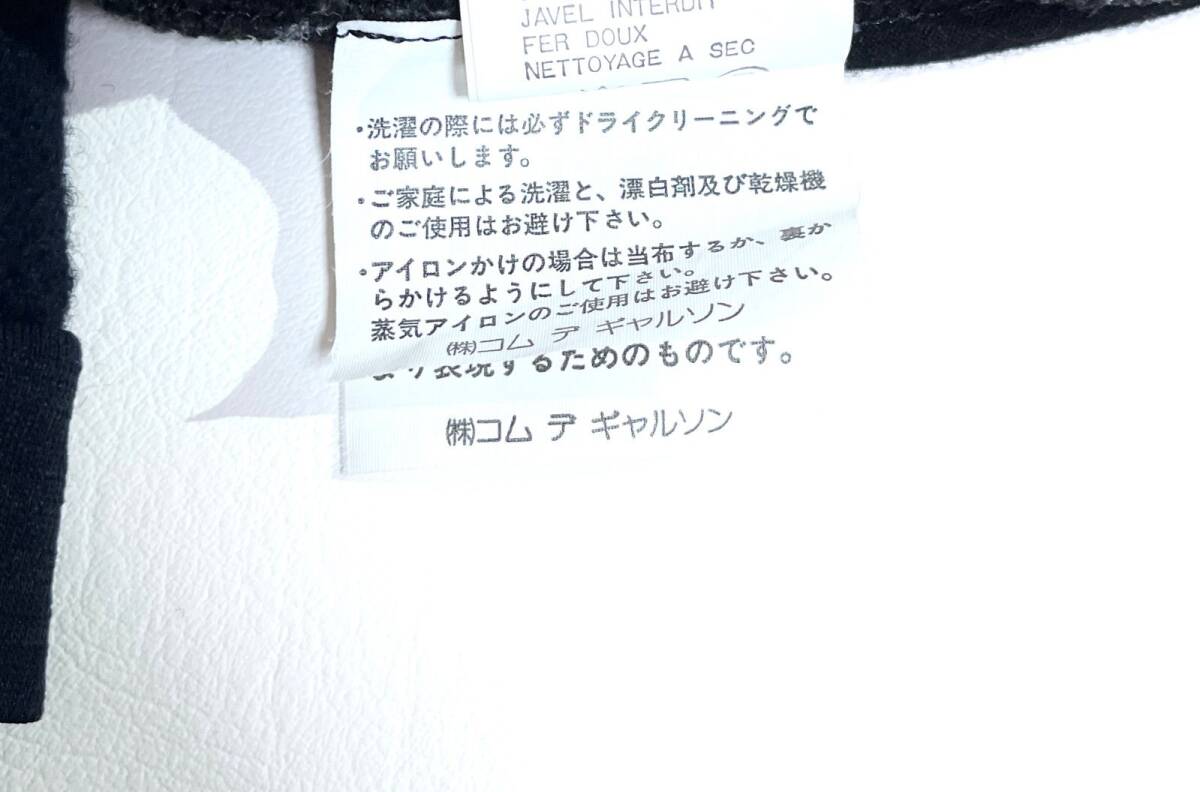 JAVEL INTERDIT
FER DOUX
NETTOYAGE A SEC
・洗濯の際には必ずドライクリーニングで
お願いします。
・ご家庭による洗濯と、漂白剤及び乾燥機
のご使用はお避け下さい。
・アイロンかけの場合は当布するか、裏か
らかけるようにして下さい。
蒸気アイロンのご使用はお避け下さい。
㈱コム デ ギャルソン
より表現するためのものです。
㈱コム デ ギャルソン